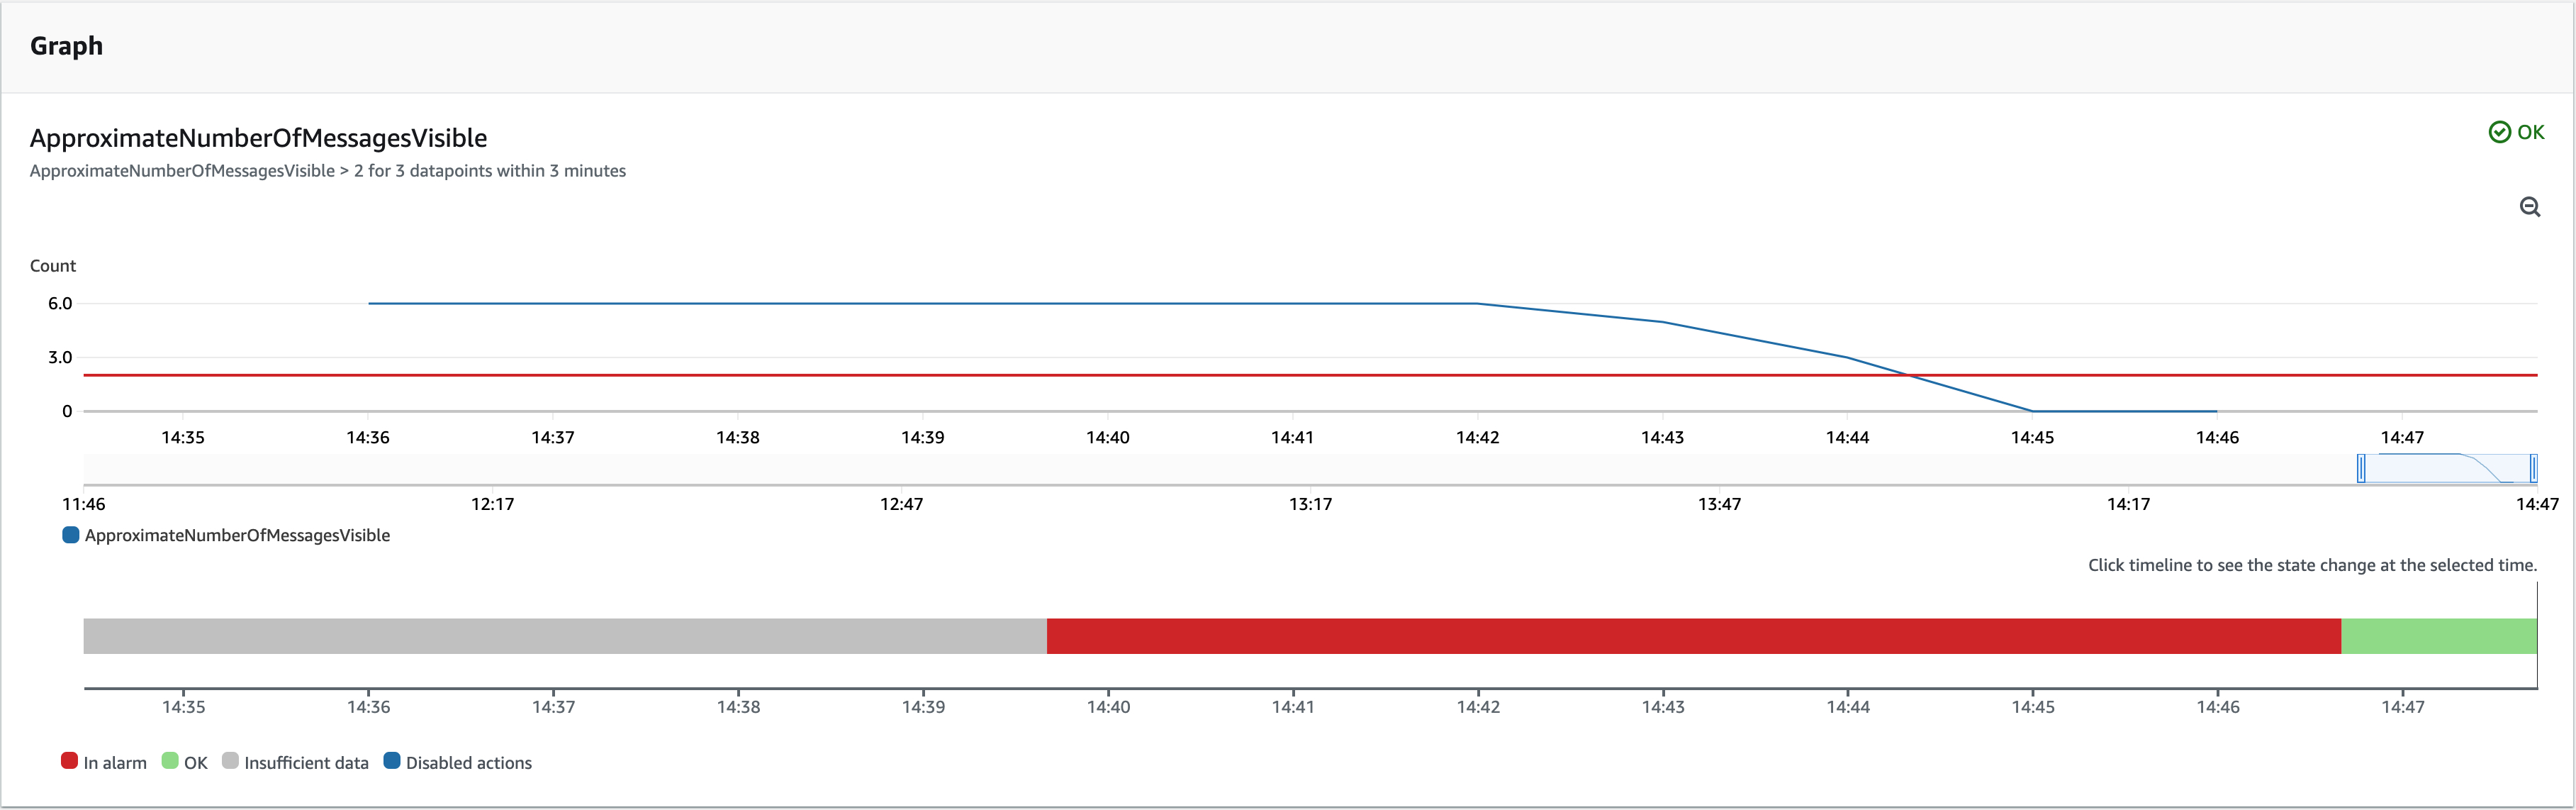 Graph
ApproximateNumberOfMessagesVisible
OK
ApproximateNumberOfMessagesVisible > 2 for 3 datapoints within 3 minutes
Count
6.0
3.0
0
14:35 14:36 14:37 14:38 14:39 14:40 14:41 14:42 14:43 14:44 14:45 14:46 14:47
11:46 12:17 12:47 13:17 13:47 14:17 14:47
ApproximateNumberOfMessagesVisible
Click timeline to see the state change at the selected time.
14:35 14:36 14:37 14:38 14:39 14:40 14:41 14:42 14:43 14:44 14:45 14:46 14:47
In alarm OK Insufficient data Disabled actions